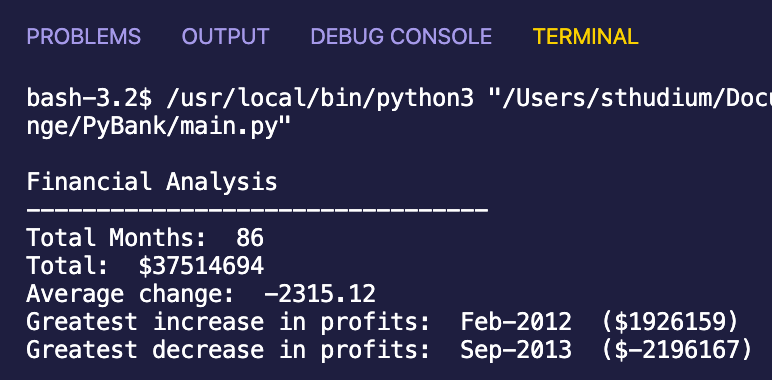 PROBLEMS OUTPUT DEBUG CONSOLE TERMINAL
bash-3.2$ /usr/local/bin/python3 "/Users/sthudium/Docu
nge/PyBank/main.py"
Financial Analysis
---------------------------------
Total Months:  86
Total:  $37514694
Average change:  -2315.12
Greatest increase in profits:  Feb-2012  ($1926159)
Greatest decrease in profits:  Sep-2013  ($-2196167)